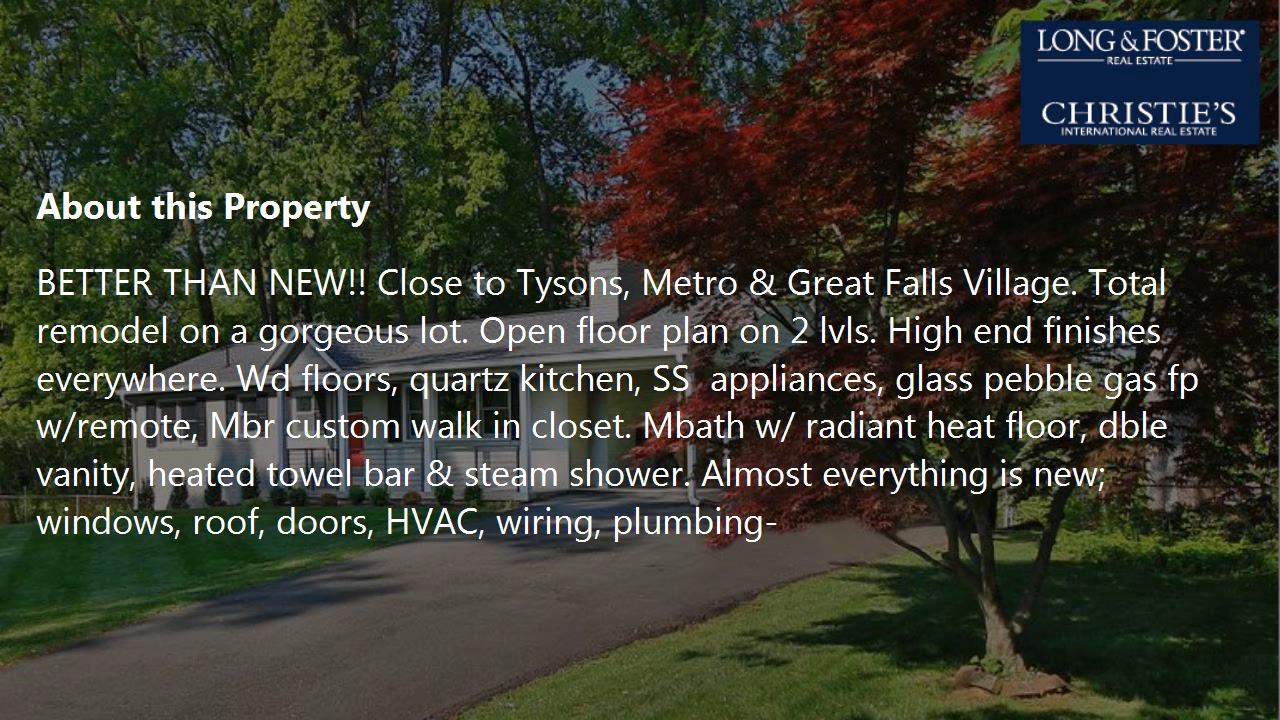 LONG & FOSTER®
REAL ESTATE
CHRISTIE'S
INTERNATIONAL REAL ESTATE
About this Property
BETTER THAN NEW!! Close to Tysons, Metro & Great Falls Village. Total
remodel on a gorgeous lot. Open floor plan on 2 lvls. High end finishes
everywhere. Wd floors, quartz kitchen, SS  appliances, glass pebble gas fp
w/remote, Mbr custom walk in closet. Mbath w/ radiant heat floor, dble
vanity, heated towel bar & steam shower. Almost everything is new;
windows, roof, doors, HVAC, wiring, plumbing-